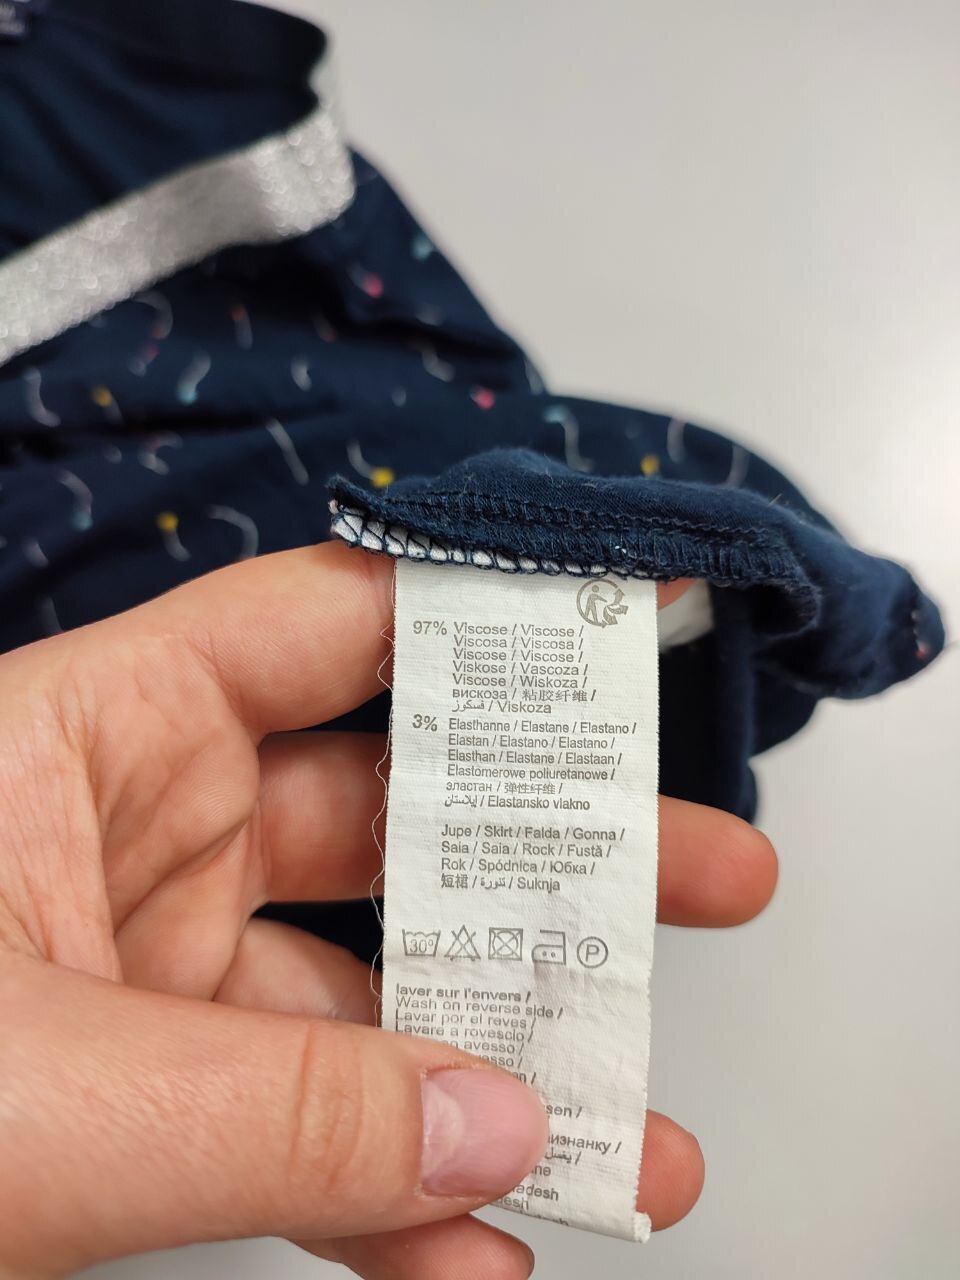 97% Viscose / Viscose /
Viscosa / Viscosa /
Viscose / Viscose /
Viskose / Vascoza /
Viscose / Wiskoza /
вискоза / 粘胶纤维 /
فسكوز / Viskoza
3% Elasthanne / Elastane / Elastano /
Elastan / Elastano / Elastano /
Elasthan / Elastane / Elastaan /
Elastomerowe poliuretanowe /
эластан / 弹性纤维 /
إيلاستان / Elastansko vlakno
Jupe / Skirt / Falda / Gonna /
Saia / Saia / Rock / Fustă /
Rok / Spódnica / Юбка /
短裙 / تنورة / Suknja
30° P
laver sur l'envers /
Wash on reverse side /
Lavar por el reves /
Lavare a rovescio /
avesso /